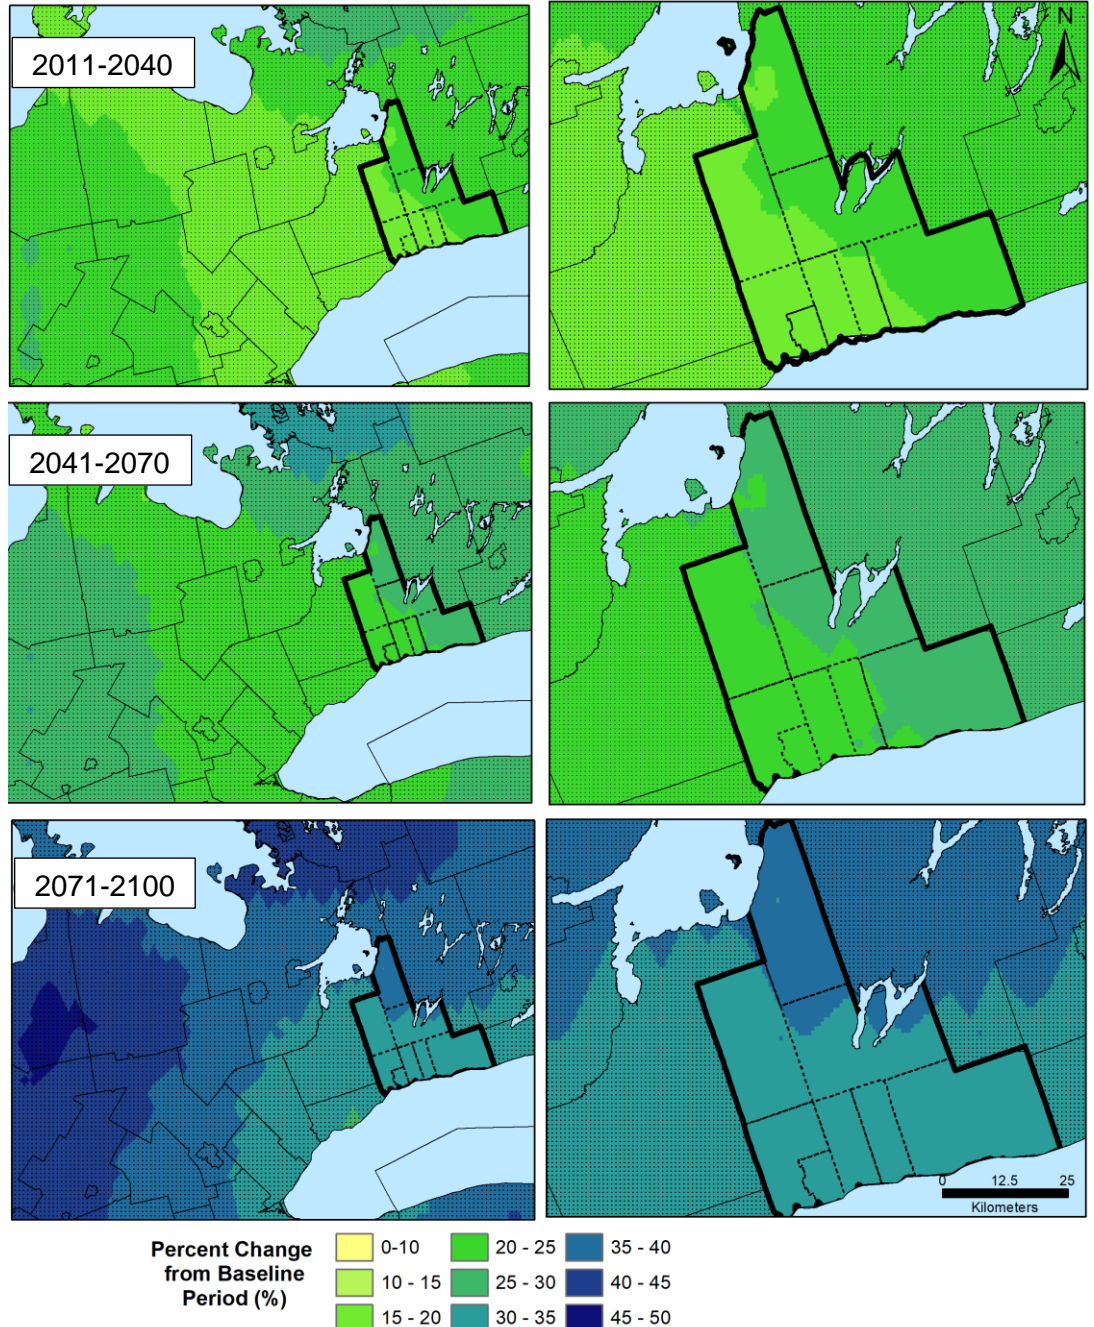 2011-2040
N
2041-2070
2071-2100
0 12.5 25
Kilometers
Percent Change
from Baseline
Period (%)
0-10
10 - 15
15 - 20
20 - 25
25 - 30
30 - 35
35 - 40
40 - 45
45 - 50